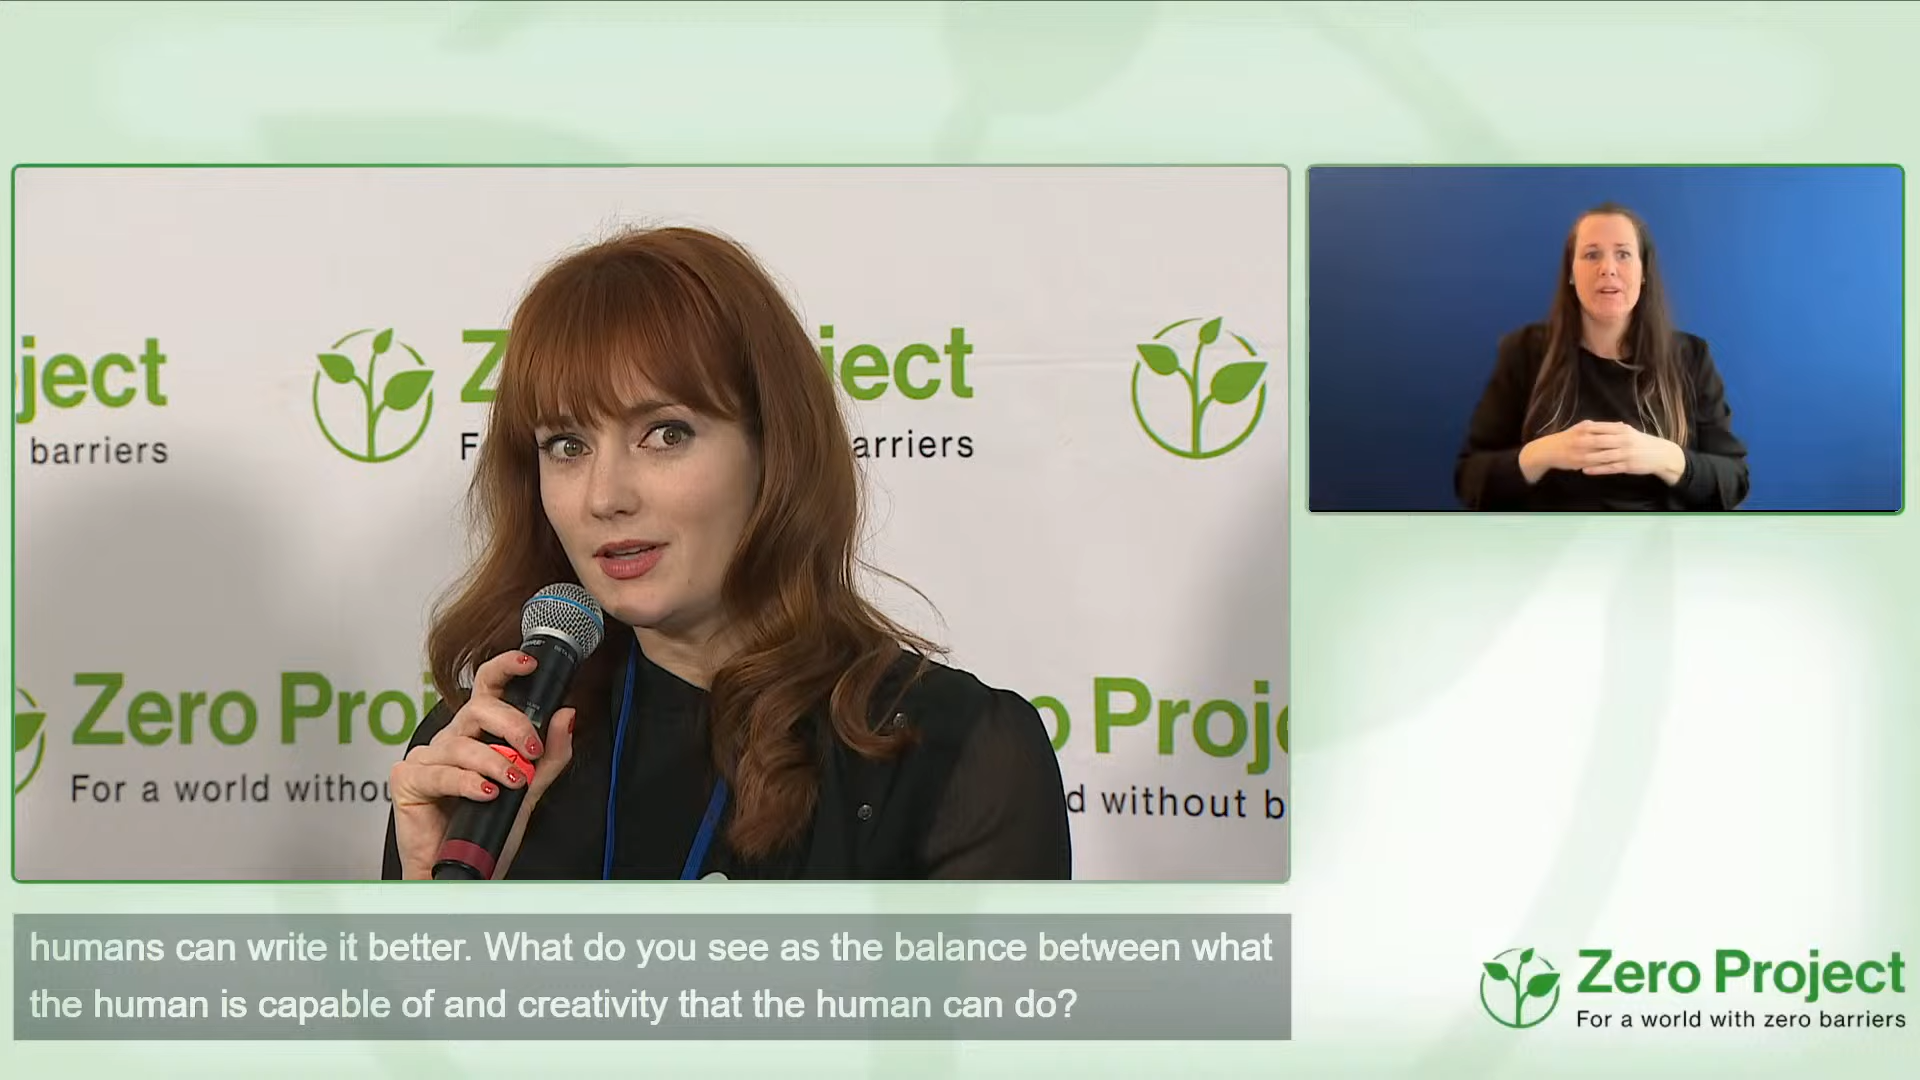 ject
barriers
Z ject
F arriers
Zero Proj
For a world withou
o Proje
d without b
humans can write it better. What do you see as the balance between what
the human is capable of and creativity that the human can do?
Zero Project
For a world with zero barriers